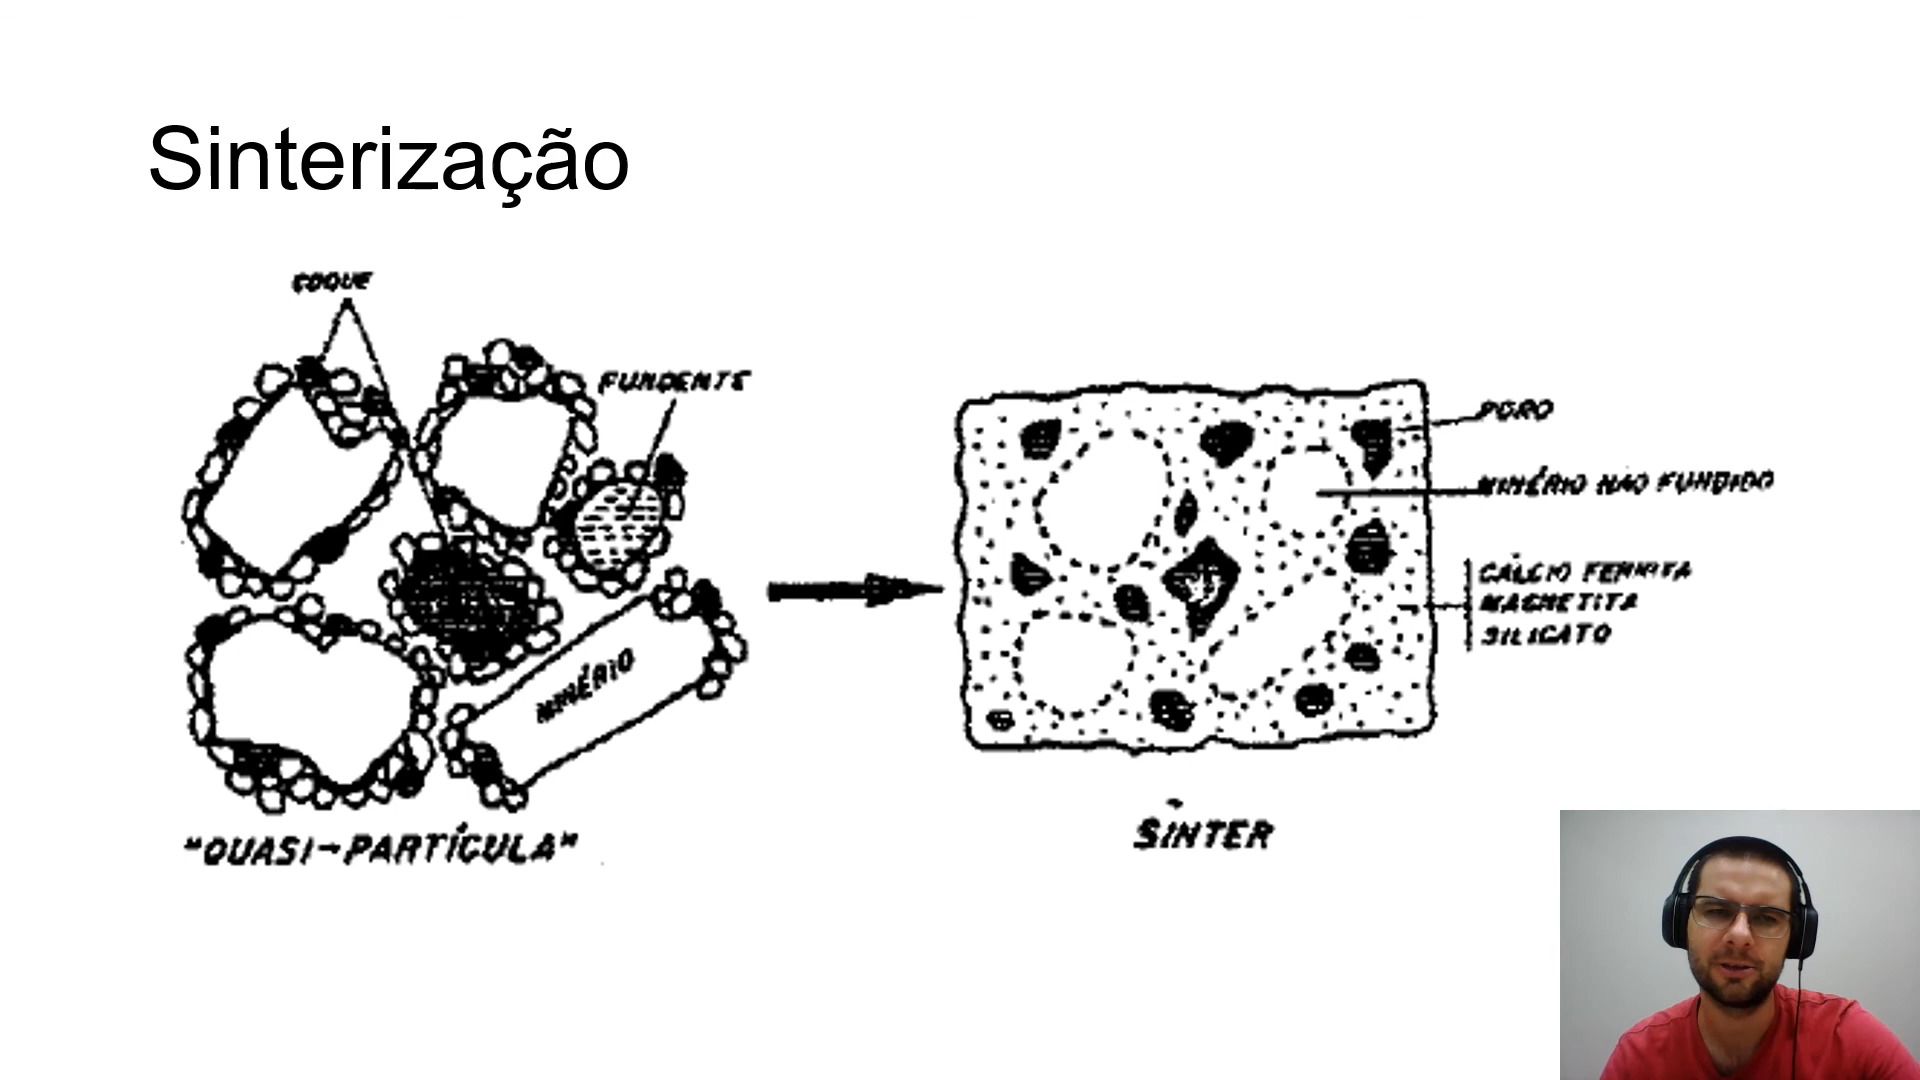 Sinterização
COQUE
FUNDENTE
MINÉRIO
"QUASI-PARTÍCULA"
PORO
MINÉRIO NÃO FUNDIDO
CÁLCIO FERRITA
MAGNETITA
SILICATO
SINTER